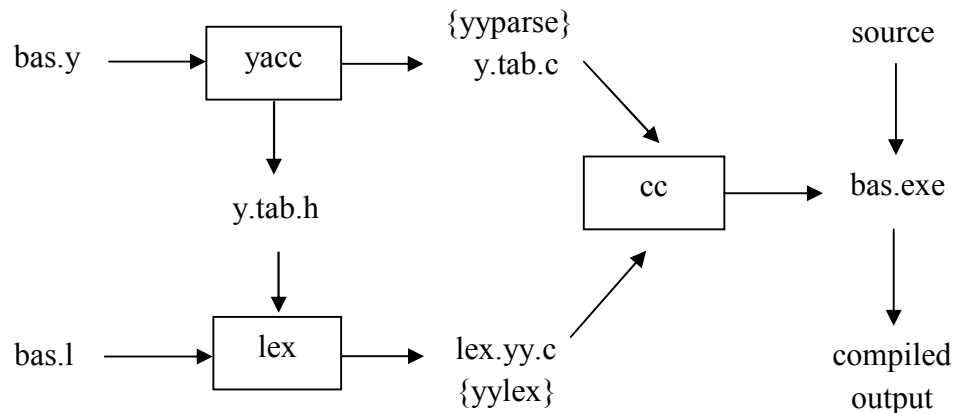 bas.y
yacc
{yyparse}
y.tab.c
source
y.tab.h
cc
bas.exe
bas.l
lex
lex.yy.c
{yylex}
compiled
output